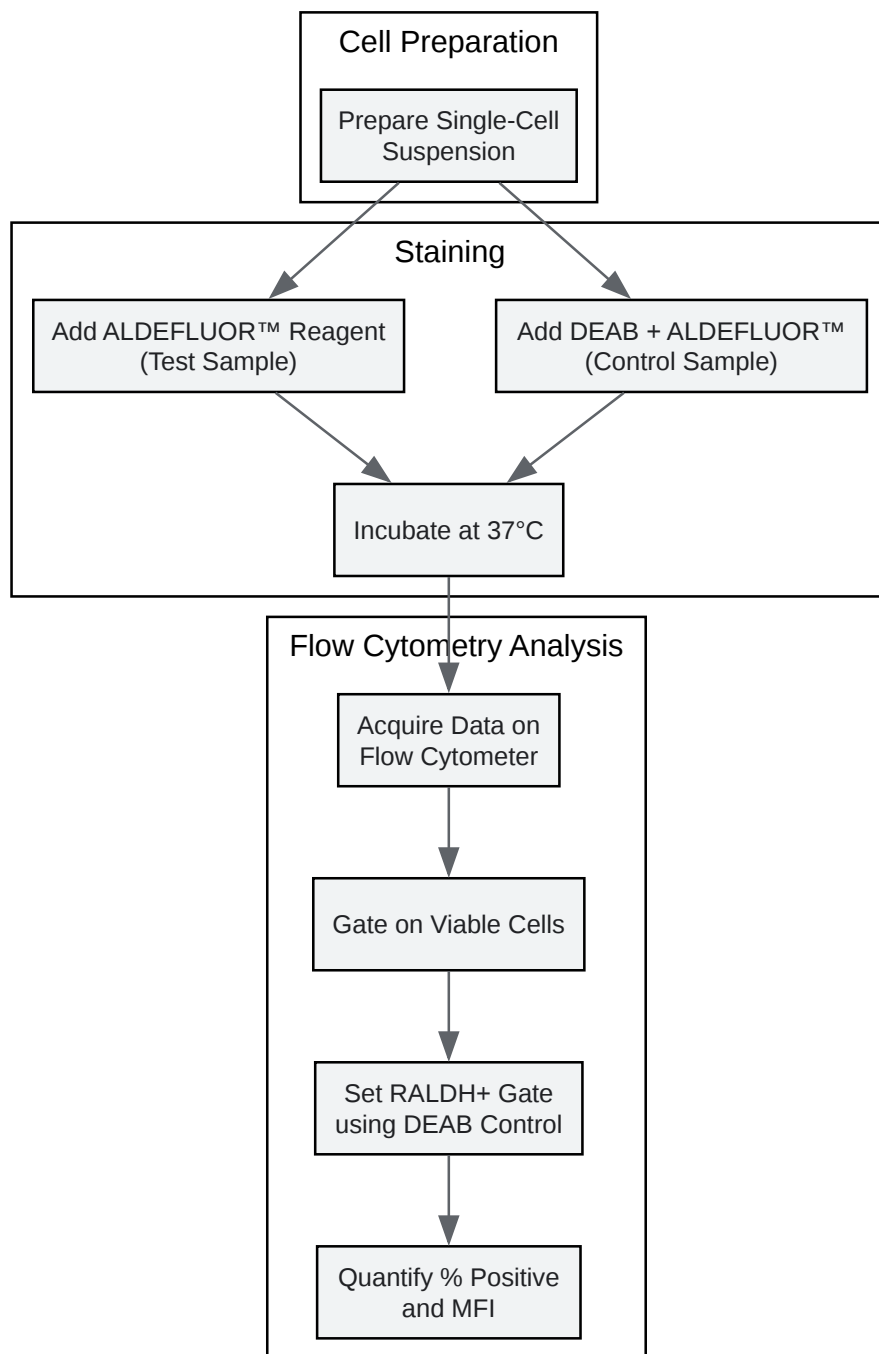 Cell Preparation
Prepare Single-Cell
Suspension
Staining
Add ALDEFLUOR™ Reagent
(Test Sample)
Add DEAB + ALDEFLUOR™
(Control Sample)
Incubate at 37°C
Flow Cytometry Analysis
Acquire Data on
Flow Cytometer
Gate on Viable Cells
Set RALDH+ Gate
using DEAB Control
Quantify % Positive
and MFI